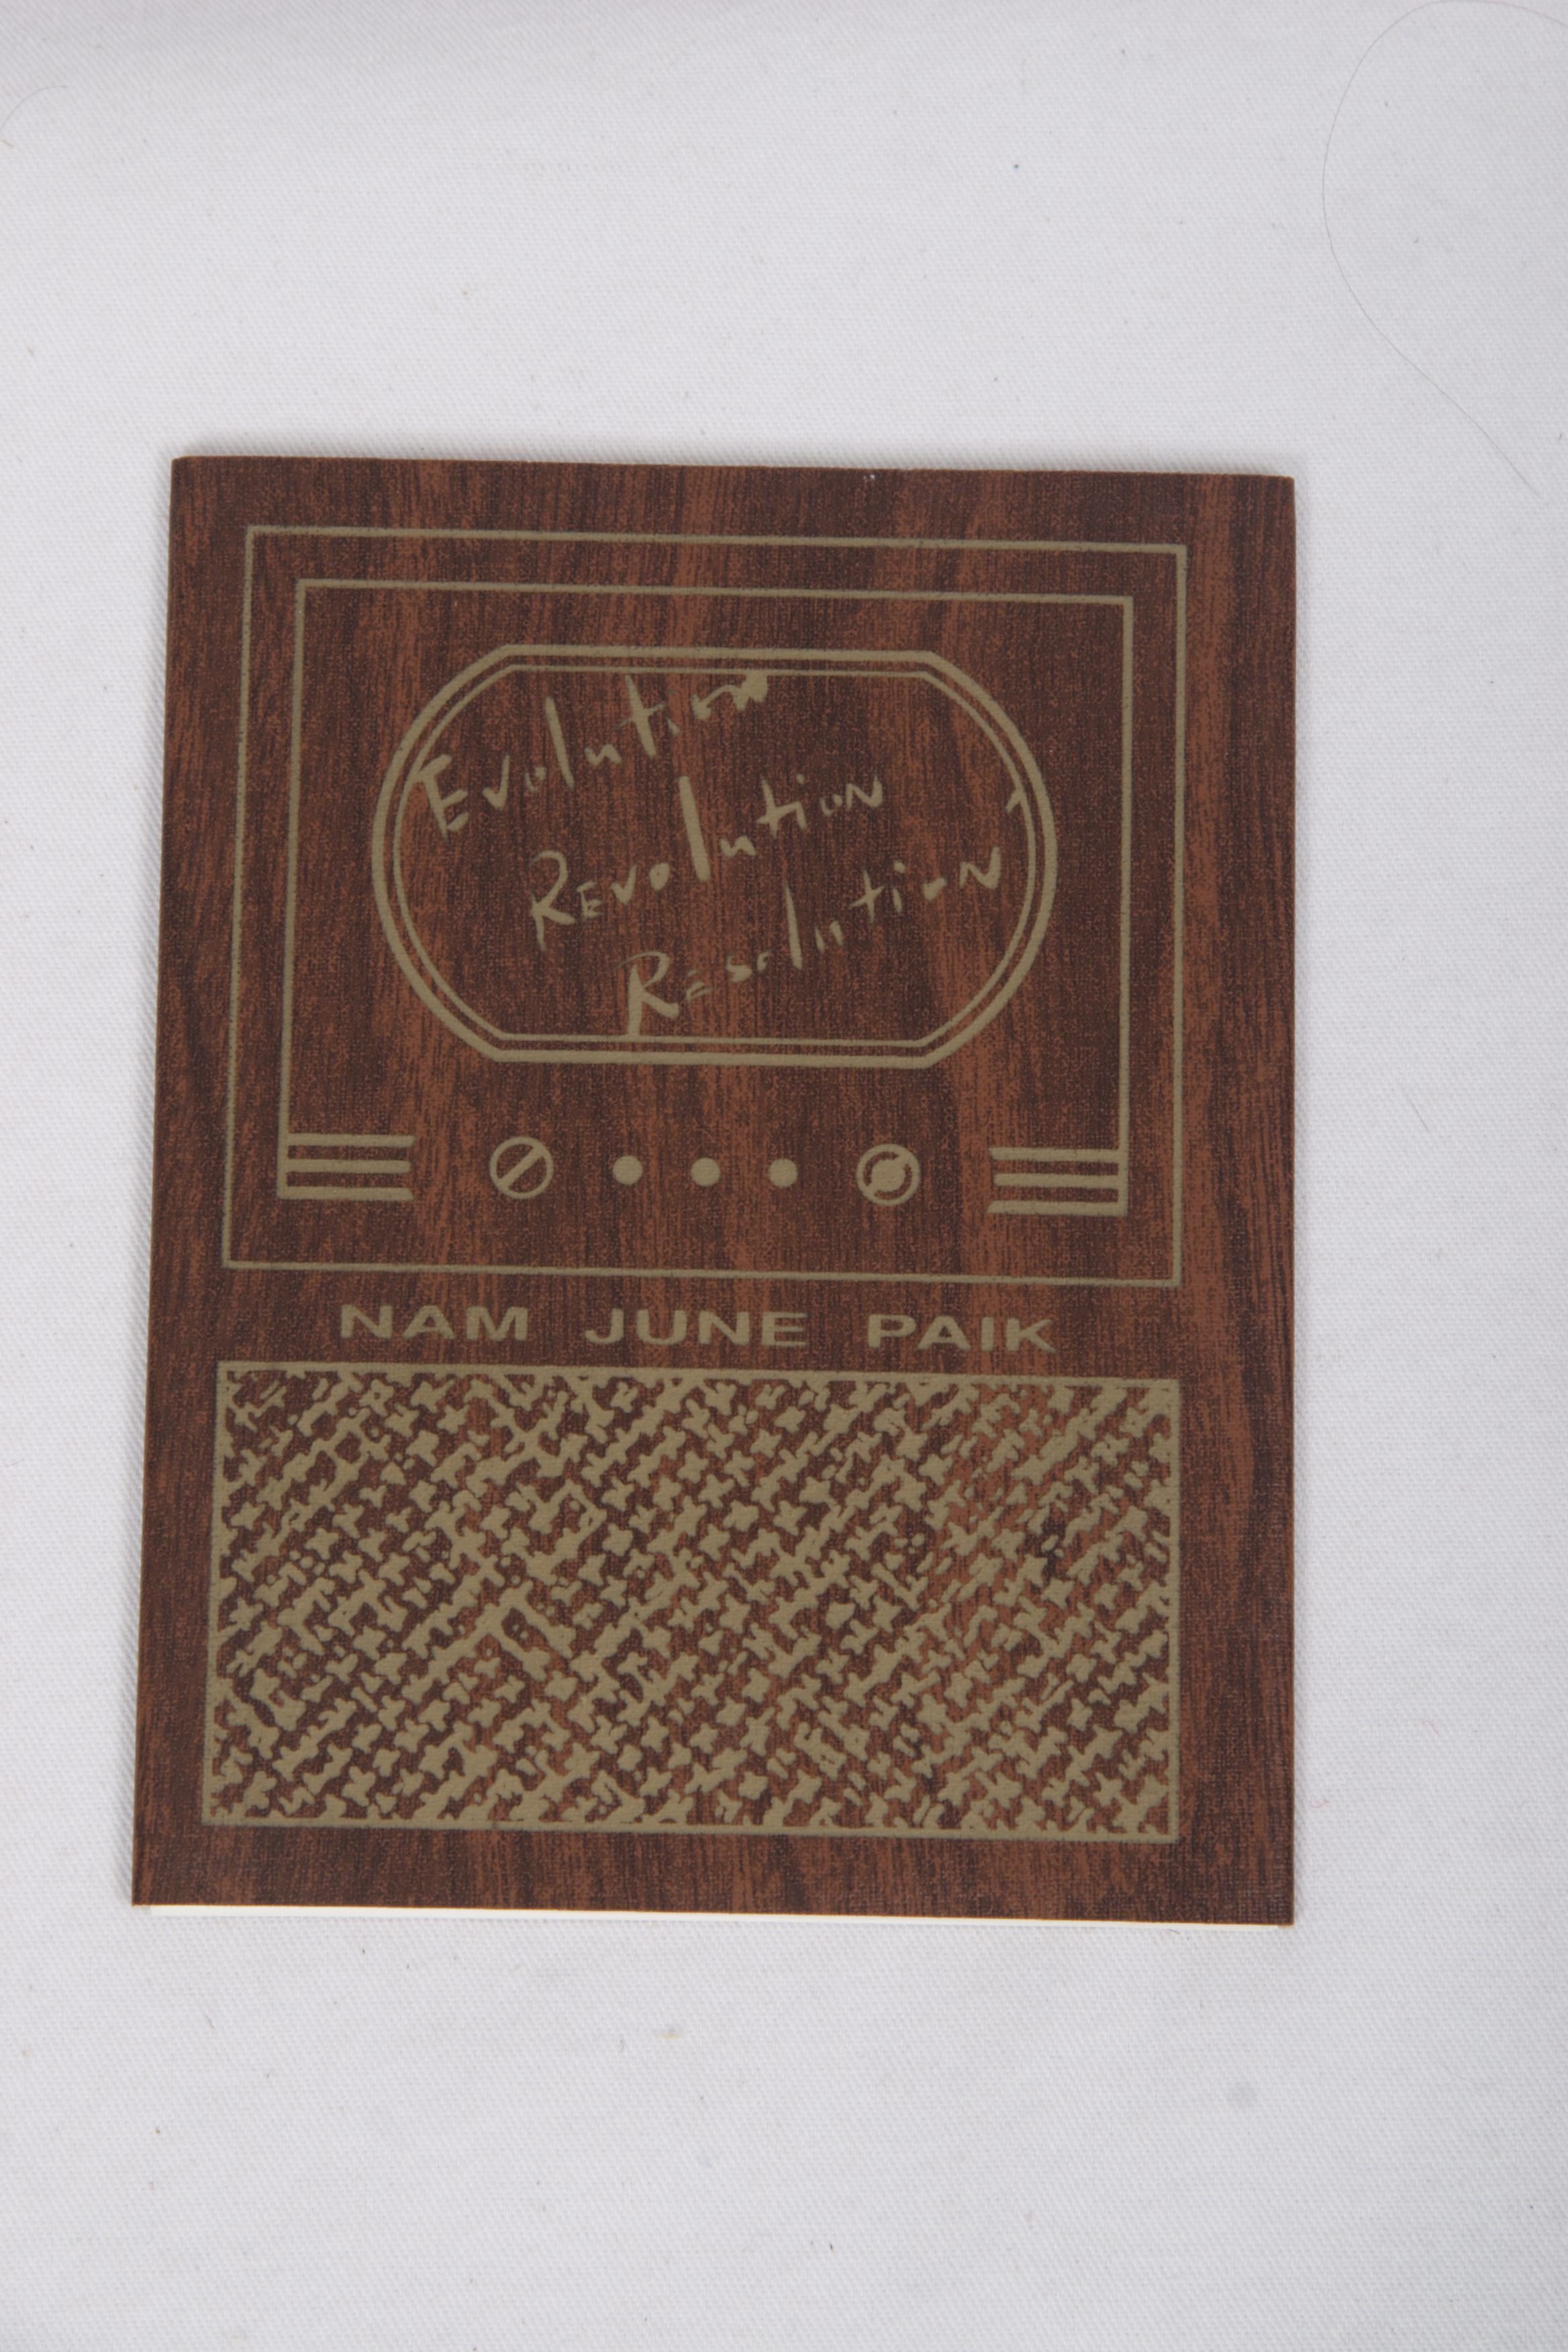 Evolution
Revolution
Resolution
NAM JUNE PAIK